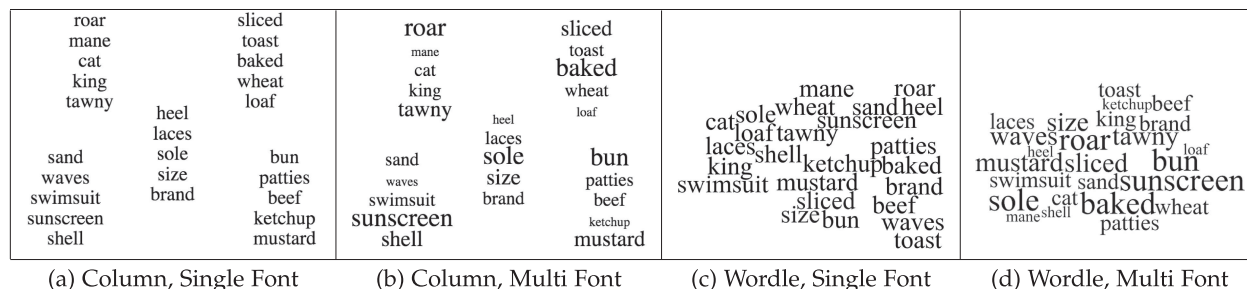 roar
mane
cat
king
tawny
sliced
toast
baked
wheat
loaf
heel
laces
sole
size
brand
sand
waves
swimsuit
sunscreen
shell
bun
patties
beef
ketchup
mustard
(a) Column, Single Font
roar
mane
cat
king
tawny
sliced
toast
baked
wheat
loaf
heel
laces
sole
size
brand
sand
waves
swimsuit
sunscreen
shell
bun
patties
beef
ketchup
mustard
(b) Column, Multi Font
mane roar
wheat sand heel
cat sole sunscreen
loaf tawny
laces shell patties
king ketchup baked
swimsuit mustard brand
sliced beef
size bun waves
toast
(c) Wordle, Single Font
toast
ketchup beef
laces size king brand
waves roar tawny
heel loaf
mustard sliced bun
swimsuit sand sunscreen
sole cat baked wheat
mane shell patties
(d) Wordle, Multi Font